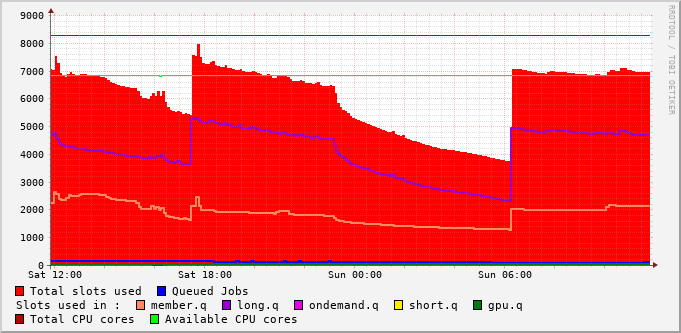 9000
8000
7000
6000
5000
4000
3000
2000
1000
0
Sat 12:00 Sat 18:00 Sun 00:00 Sun 06:00
Total slots used Queued Jobs
Slots used in : member.q long.q ondemand.q short.q gpu.q
Total CPU cores Available CPU cores
RRDTOOL / TOBI OETIKER